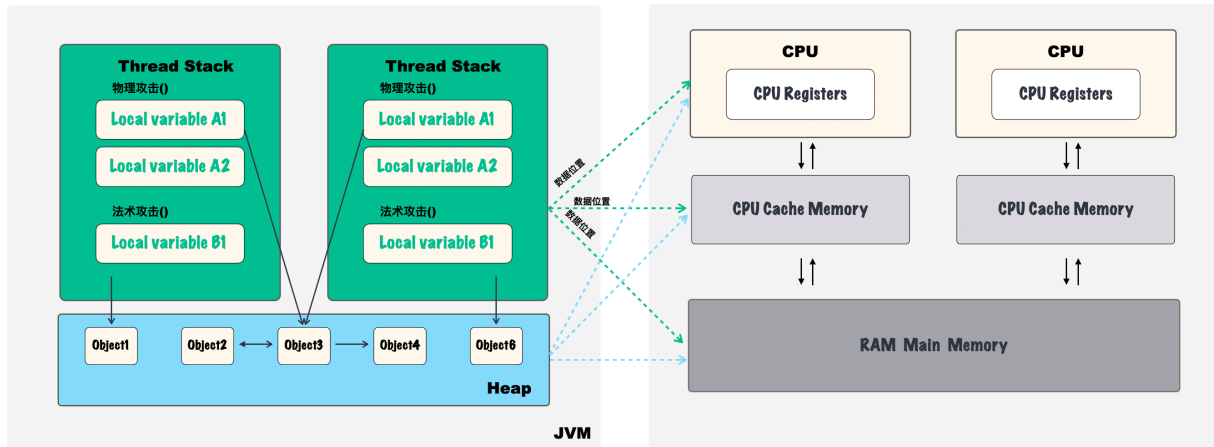 Thread Stack
物理攻击()
Local variable A1
Local variable A2
法术攻击()
Local variable B1
Thread Stack
物理攻击()
Local variable A1
Local variable A2
法术攻击()
Local variable B1
Object1
Object2
Object3
Object4
Object6
Heap
JVM
数据位置
数据位置
数据位置
CPU
CPU Registers
CPU Cache Memory
CPU
CPU Registers
CPU Cache Memory
RAM Main Memory